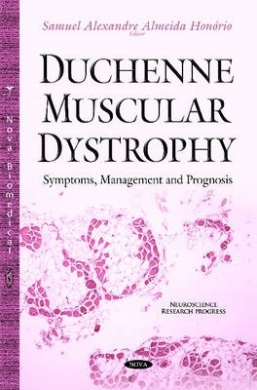 Samuel Alexandre Almeida Honório
Editor
DUCHENNE
MUSCULAR
DYSTROPHY
Symptoms, Management and Prognosis
Nova Biomedical
NEUROSCIENCE
RESEARCH PROGRESS
NOVA